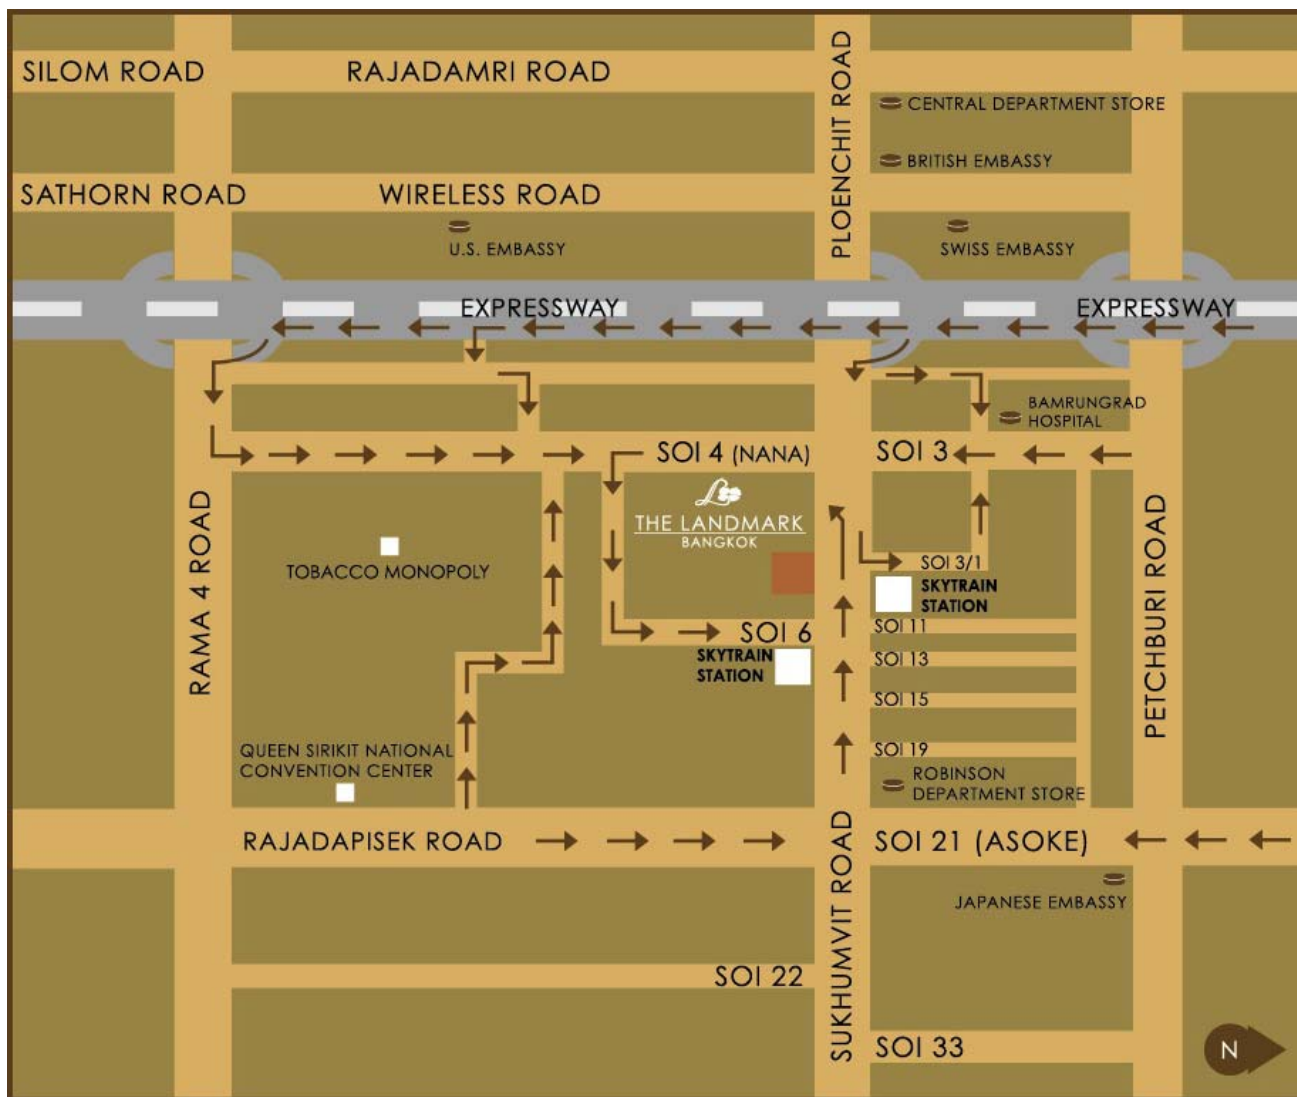 SILOM ROAD
RAJADAMRI ROAD
PLOENCHIT ROAD
CENTRAL DEPARTMENT STORE
BRITISH EMBASSY
SATHORN ROAD
WIRELESS ROAD
U.S. EMBASSY
SWISS EMBASSY
EXPRESSWAY
EXPRESSWAY
BAMRUNGRAD
HOSPITAL
SOI 4 (NANA)
SOI 3
THE LANDMARK
BANGKOK
RAMA 4 ROAD
TOBACCO MONOPOLY
SOI 3/1
SKYTRAIN
STATION
PETCHBURI ROAD
SOI 6
SKYTRAIN
STATION
SOI 11
SOI 13
SOI 15
SOI 19
QUEEN SIRIKIT NATIONAL
CONVENTION CENTER
ROBINSON
DEPARTMENT STORE
RAJADAPISEK ROAD
SUKHUMVIT ROAD
SOI 21 (ASOKE)
JAPANESE EMBASSY
SOI 22
SOI 33
N